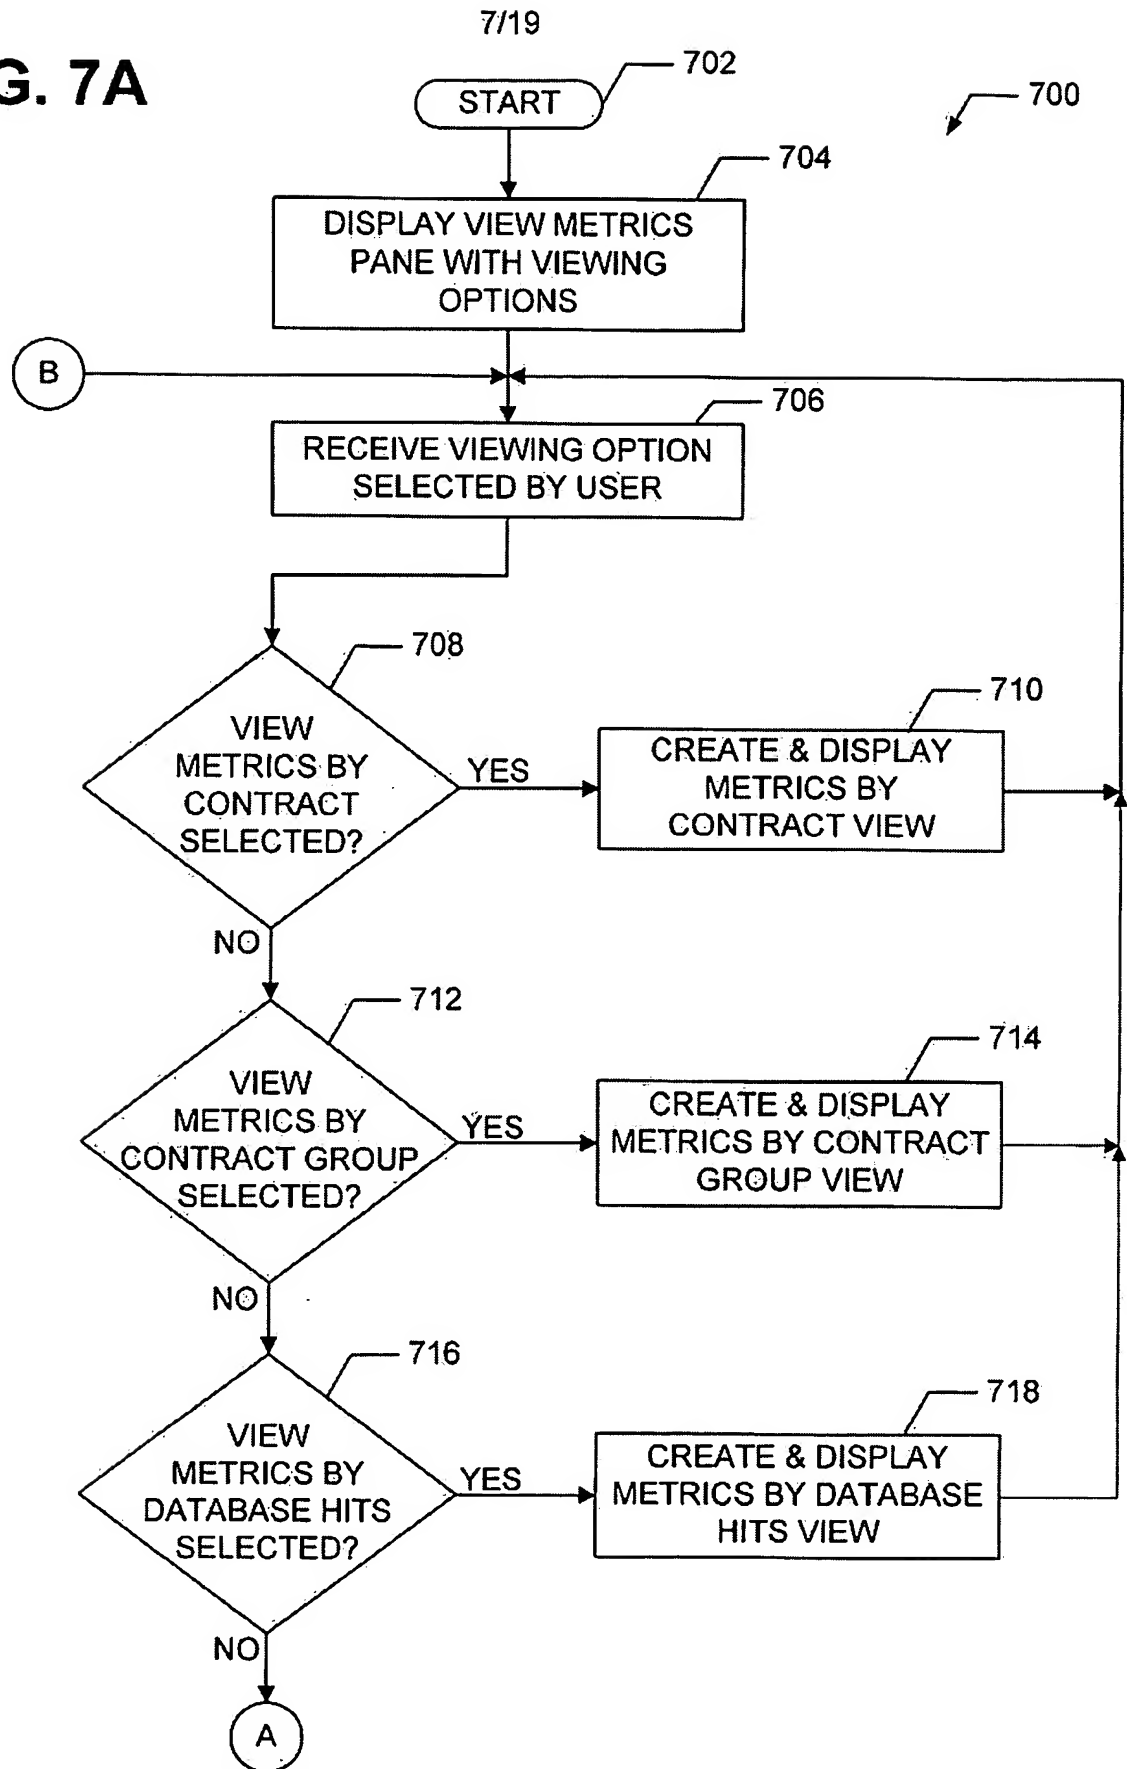 7/19
G. 7A
702
START
700
704
DISPLAY VIEW METRICS
PANE WITH VIEWING
OPTIONS
B
706
RECEIVE VIEWING OPTION
SELECTED BY USER
708
VIEW
METRICS BY
CONTRACT
SELECTED?
YES
710
CREATE & DISPLAY
METRICS BY
CONTRACT VIEW
NO
712
VIEW
METRICS BY
CONTRACT GROUP
SELECTED?
YES
714
CREATE & DISPLAY
METRICS BY CONTRACT
GROUP VIEW
NO
716
VIEW
METRICS BY
DATABASE HITS
SELECTED?
YES
718
CREATE & DISPLAY
METRICS BY DATABASE
HITS VIEW
NO
A